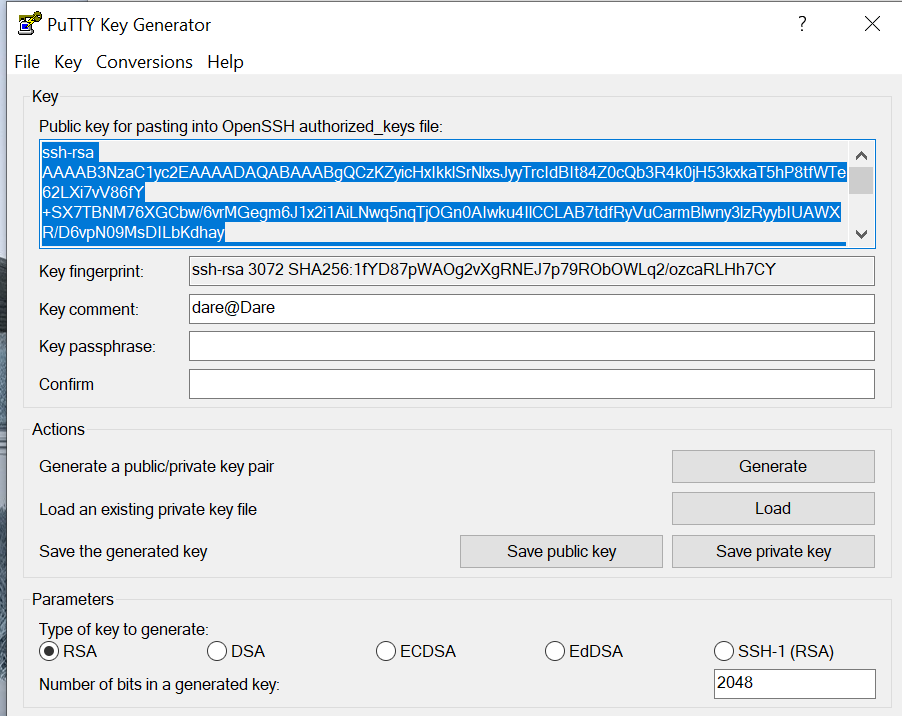 PuTTY Key Generator
?
File Key Conversions Help
Key
Public key for pasting into OpenSSH authorized_keys file:
ssh-rsa
AAAAB3NzaC1yc2EAAAADAQABAAABgQCzKZyicHxIkklSrNlxsJyyTrcIdBIt84Z0cQb3R4k0jH53kxkaT5hP8tfWTe
62LXi7vV86fY
+SX7TBNM76XGCbw/6vrMGegm6J1x2i1AiLNwq5nqTjOGn0AIwku4IlCCLAB7tdfRyVuCarmBlwny3lzRyybIUAWX
R/D6vpN09MsDILbKdhay
Key fingerprint: ssh-rsa 3072 SHA256:1fYD87pWAOg2vXgRNEJ7p79RObOWLq2/ozcaRLHh7CY
Key comment: dare@Dare
Key passphrase:
Confirm
Actions
Generate a public/private key pair Generate
Load an existing private key file Load
Save the generated key Save public key Save private key
Parameters
Type of key to generate:
RSA DSA ECDSA EdDSA SSH-1 (RSA)
Number of bits in a generated key: 2048